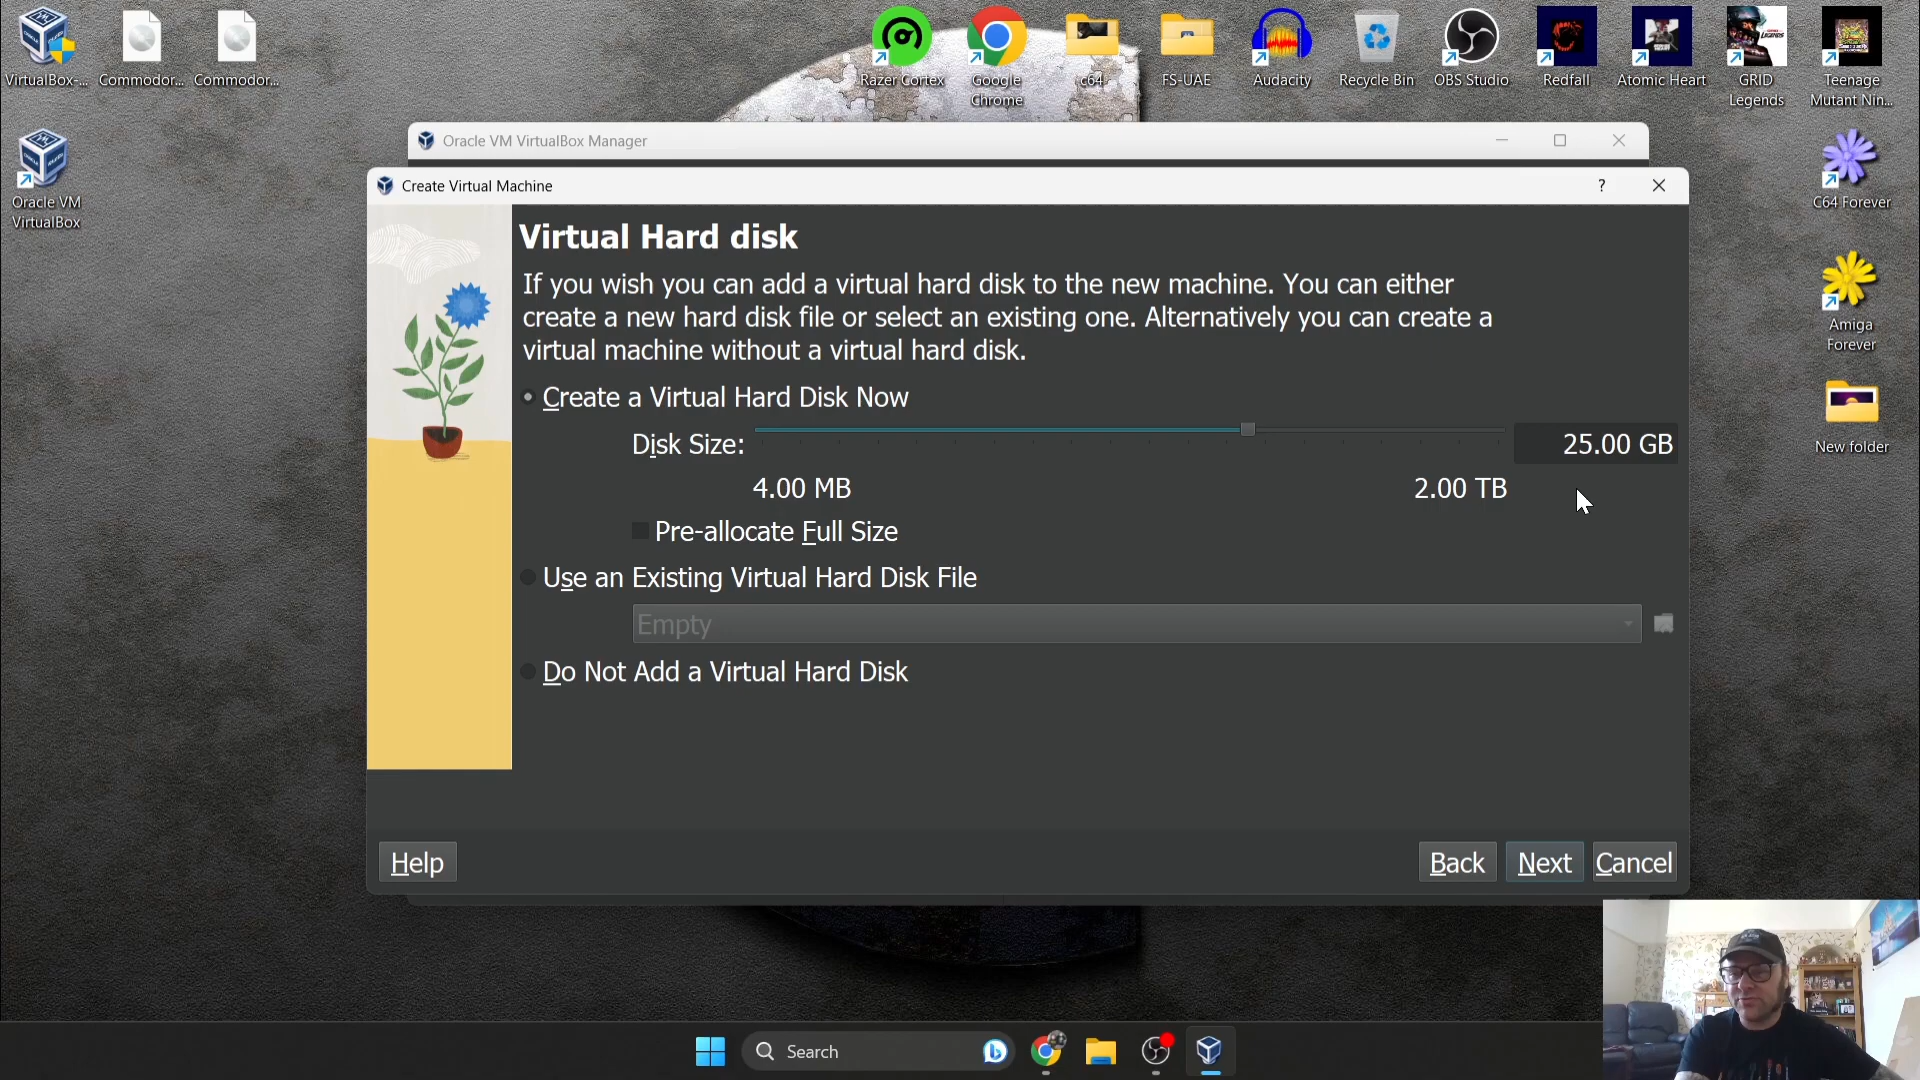 VirtualBox-...
Commodor...
Commodor...
Razer Cortex
Google
Chrome
c64
FS-UAE
Audacity
Recycle Bin
OBS Studio
Redfall
Atomic Heart
GRID
Legends
Teenage
Mutant Nin...
Oracle VM
VirtualBox
C64 Forever
Amiga
Forever
New folder
Oracle VM VirtualBox Manager
Create Virtual Machine
?
Virtual Hard disk
If you wish you can add a virtual hard disk to the new machine. You can either
create a new hard disk file or select an existing one. Alternatively you can create a
virtual machine without a virtual hard disk.
Create a Virtual Hard Disk Now
Disk Size:
25.00 GB
4.00 MB
2.00 TB
Pre-allocate Full Size
Use an Existing Virtual Hard Disk File
Empty
Do Not Add a Virtual Hard Disk
Help
Back
Next
Cancel
Search